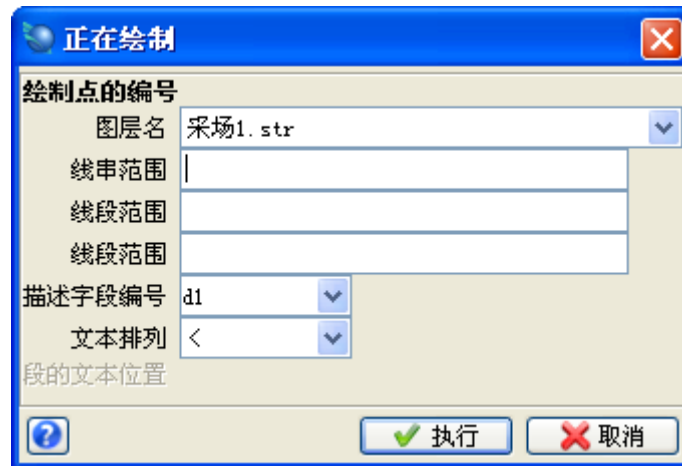 正在绘制
绘制点的编号
图层名 采场1.str
线串范围
线段范围
线段范围
描述字段编号 d1
文本排列 <
段的文本位置
? 执行 取消